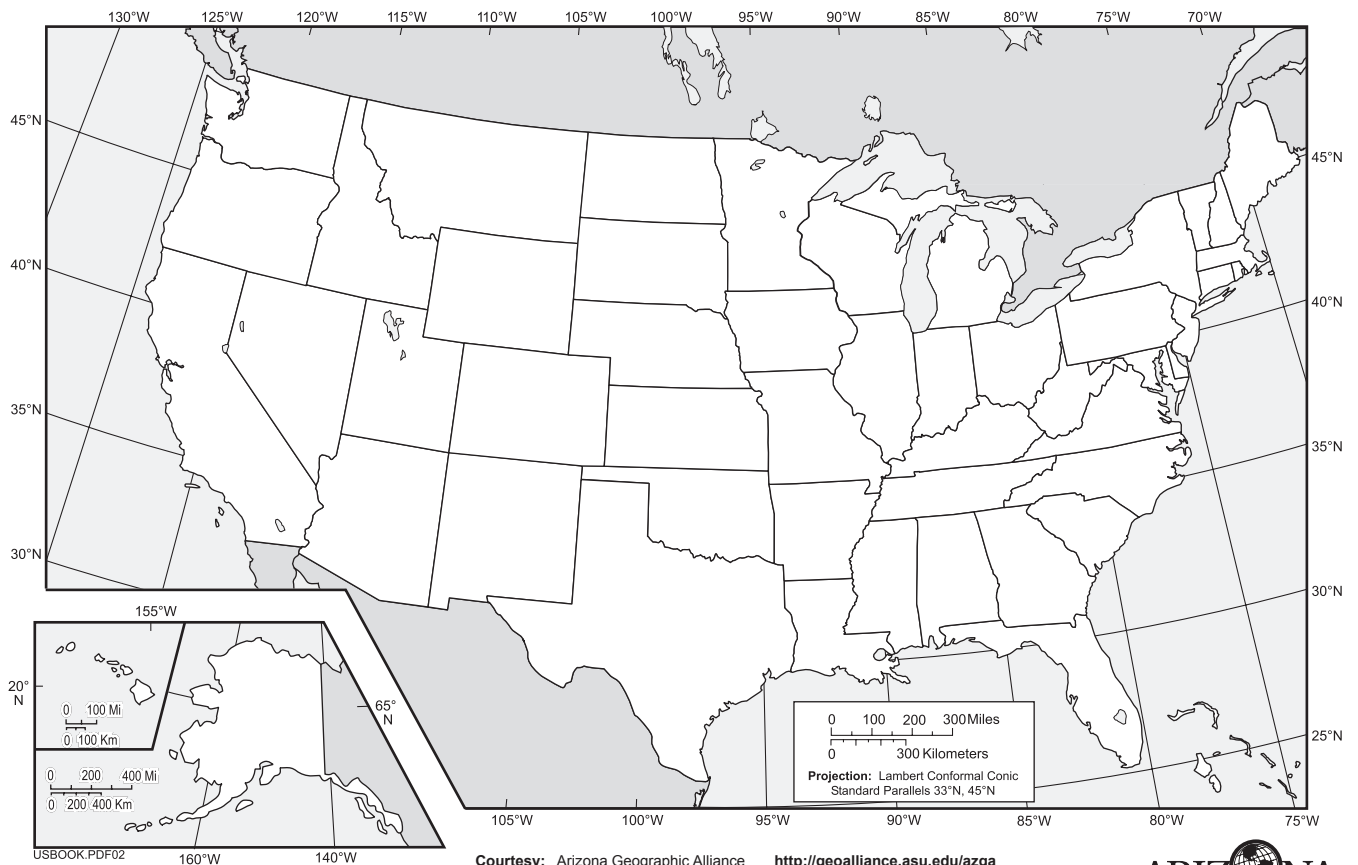 130°W 125°W 120°W 115°W 110°W 105°W 100°W 95°W 90°W 85°W 80°W 75°W 70°W
45°N
40°N
35°N
30°N
45°N
40°N
35°N
30°N
25°N
155°W
20°
N
0 100 Mi
0 100 Km
65°
N
0 200 400 Mi
0 200 400 Km
160°W 140°W
USBOOK.PDF02
0 100 200 300 Miles
0 300 Kilometers
Projection: Lambert Conformal Conic
Standard Parallels 33°N, 45°N
105°W 100°W 95°W 90°W 85°W 80°W 75°W
Courtesy: Arizona Geographic Alliance http://geoalliance.asu.edu/azga